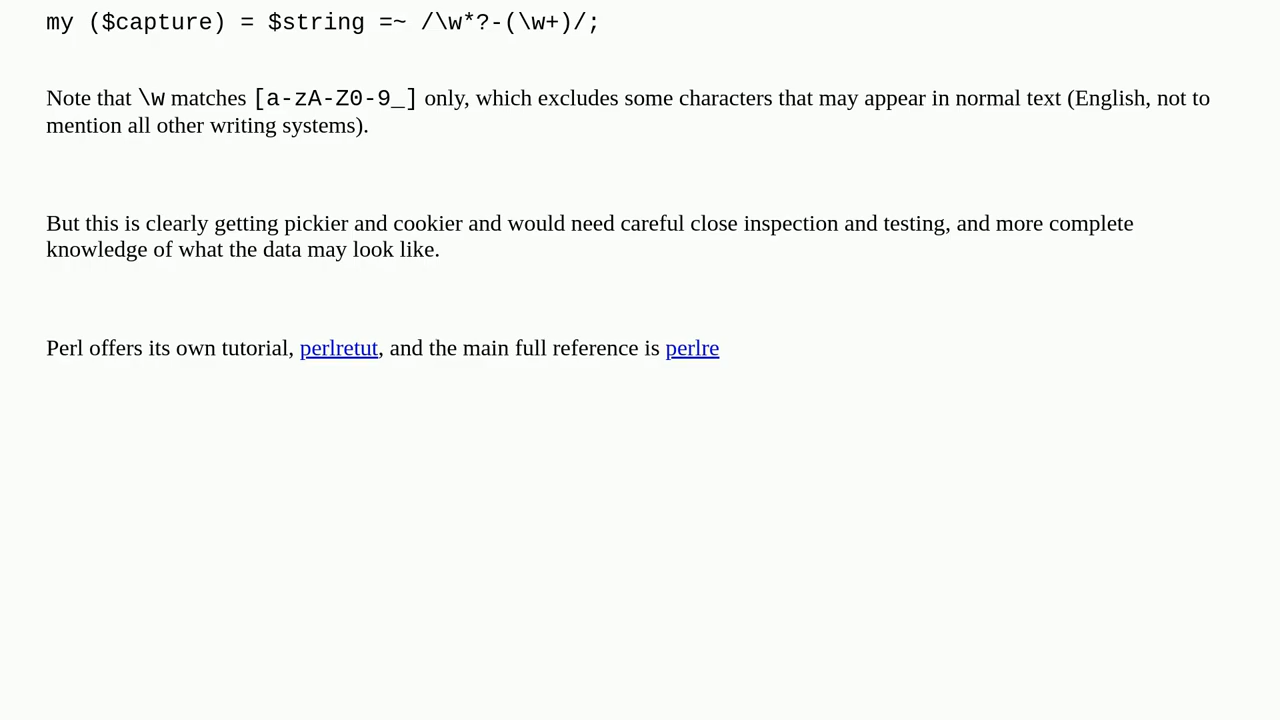 my ($capture) = $string =~ /\w*?-(\w+)/;
Note that \w matches [a-zA-Z0-9_] only, which excludes some characters that may appear in normal text (English, not to
mention all other writing systems).
But this is clearly getting pickier and cookier and would need careful close inspection and testing, and more complete
knowledge of what the data may look like.
Perl offers its own tutorial, perlretut, and the main full reference is perlre